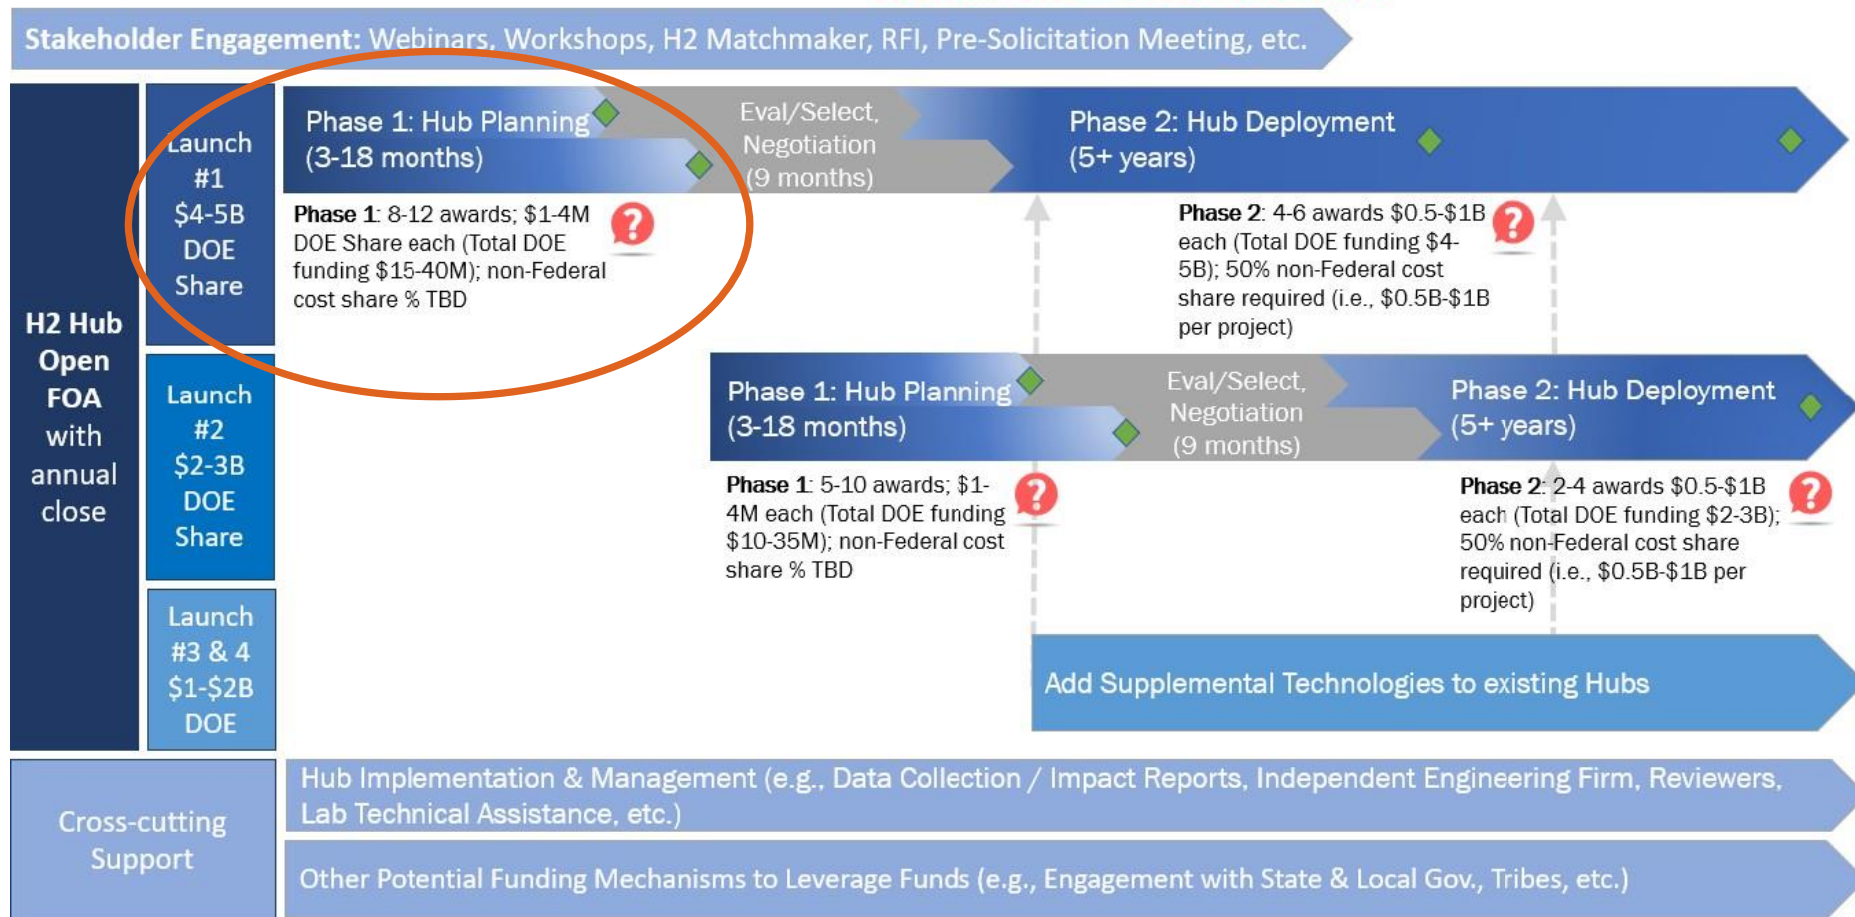 Stakeholder Engagement: Webinars, Workshops, H2 Matchmaker, RFI, Pre-Solicitation Meeting, etc.
H2 Hub
Open
FOA
with
annual
close
Launch
#1
$4-5B
DOE
Share
Phase 1: Hub Planning
(3-18 months)
Eval/Select,
Negotiation
(9 months)
Phase 2: Hub Deployment
(5+ years)
Phase 1: 8-12 awards; $1-4M
DOE Share each (Total DOE
funding $15-40M); non-Federal
cost share % TBD
?
Phase 2: 4-6 awards $0.5-$1B
each (Total DOE funding $4-
5B); 50% non-Federal cost
share required (i.e., $0.5B-$1B
per project)
?
Launch
#2
$2-3B
DOE
Share
Phase 1: Hub Planning
(3-18 months)
Eval/Select,
Negotiation
(9 months)
Phase 2: Hub Deployment
(5+ years)
Phase 1: 5-10 awards; $1-
4M each (Total DOE funding
$10-35M); non-Federal cost
share % TBD
?
Phase 2: 2-4 awards $0.5-$1B
each (Total DOE funding $2-3B);
50% non-Federal cost share
required (i.e., $0.5B-$1B per
project)
?
Launch
#3 & 4
$1-$2B
DOE
Add Supplemental Technologies to existing Hubs
Cross-cutting
Support
Hub Implementation & Management (e.g., Data Collection / Impact Reports, Independent Engineering Firm, Reviewers,
Lab Technical Assistance, etc.)
Other Potential Funding Mechanisms to Leverage Funds (e.g., Engagement with State & Local Gov., Tribes, etc.)